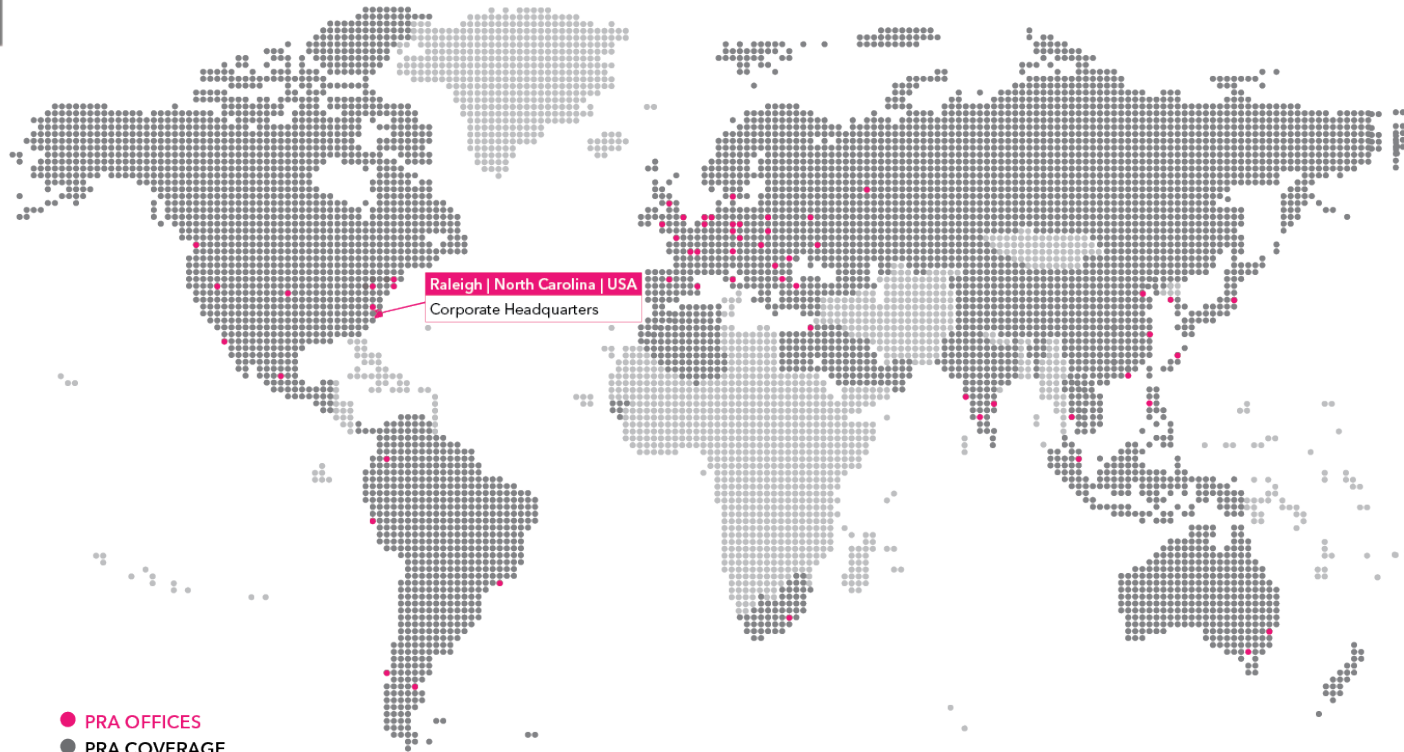 Raleigh | North Carolina | USA
Corporate Headquarters
PRA OFFICES
PRA COVERAGE